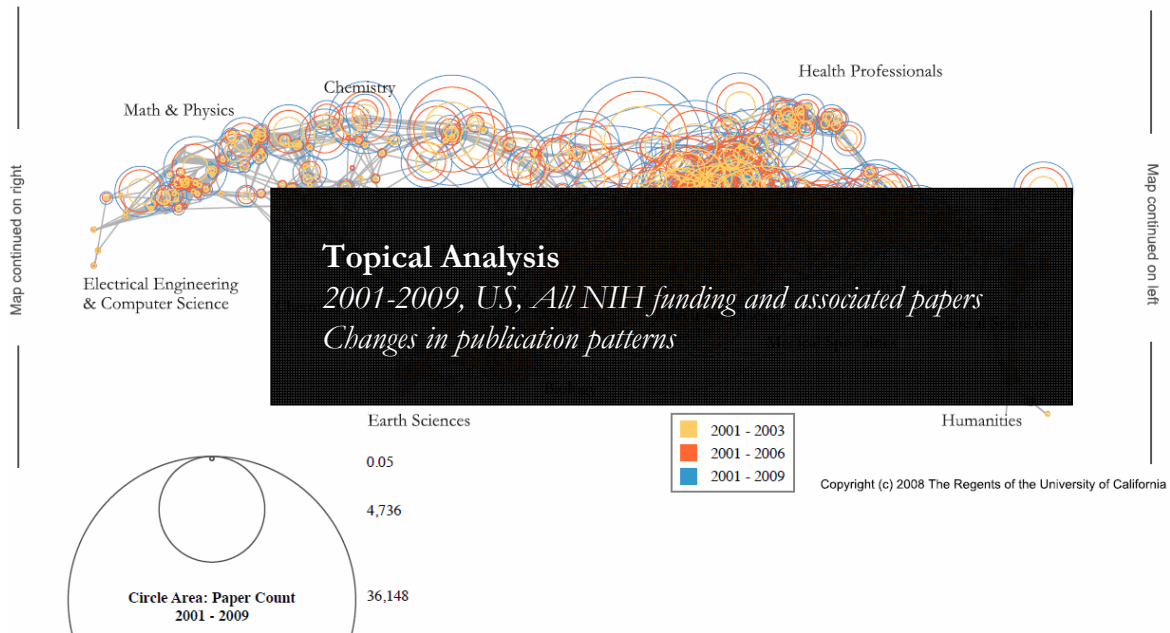 Health Professionals
Chemistry
Math & Physics
Map continued on right
Map continued on left
Topical Analysis
2001-2009, US, All NIH funding and associated papers
Changes in publication patterns
Electrical Engineering
& Computer Science
Biology
Earth Sciences
Humanities
2001 - 2003
2001 - 2006
2001 - 2009
0.05
4,736
36,148
Copyright (c) 2008 The Regents of the University of California
Circle Area: Paper Count
2001 - 2009